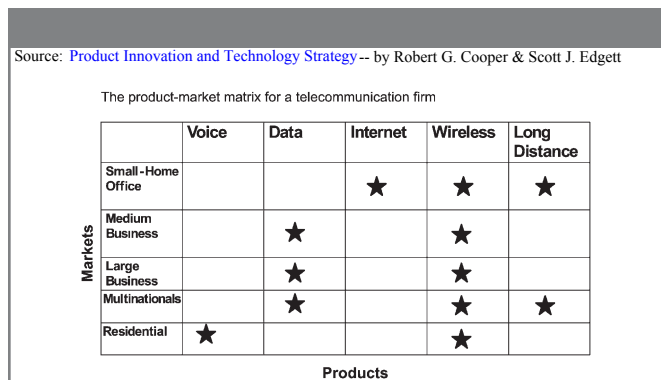 Source: Product Innovation and Technology Strategy -- by Robert G. Cooper & Scott J. Edgett
The product-market matrix for a telecommunication firm
Voice Data Internet Wireless Long
Distance
Small-Home
Office
Medium
Business
Large
Business
Multinationals
Residential
Markets
Products